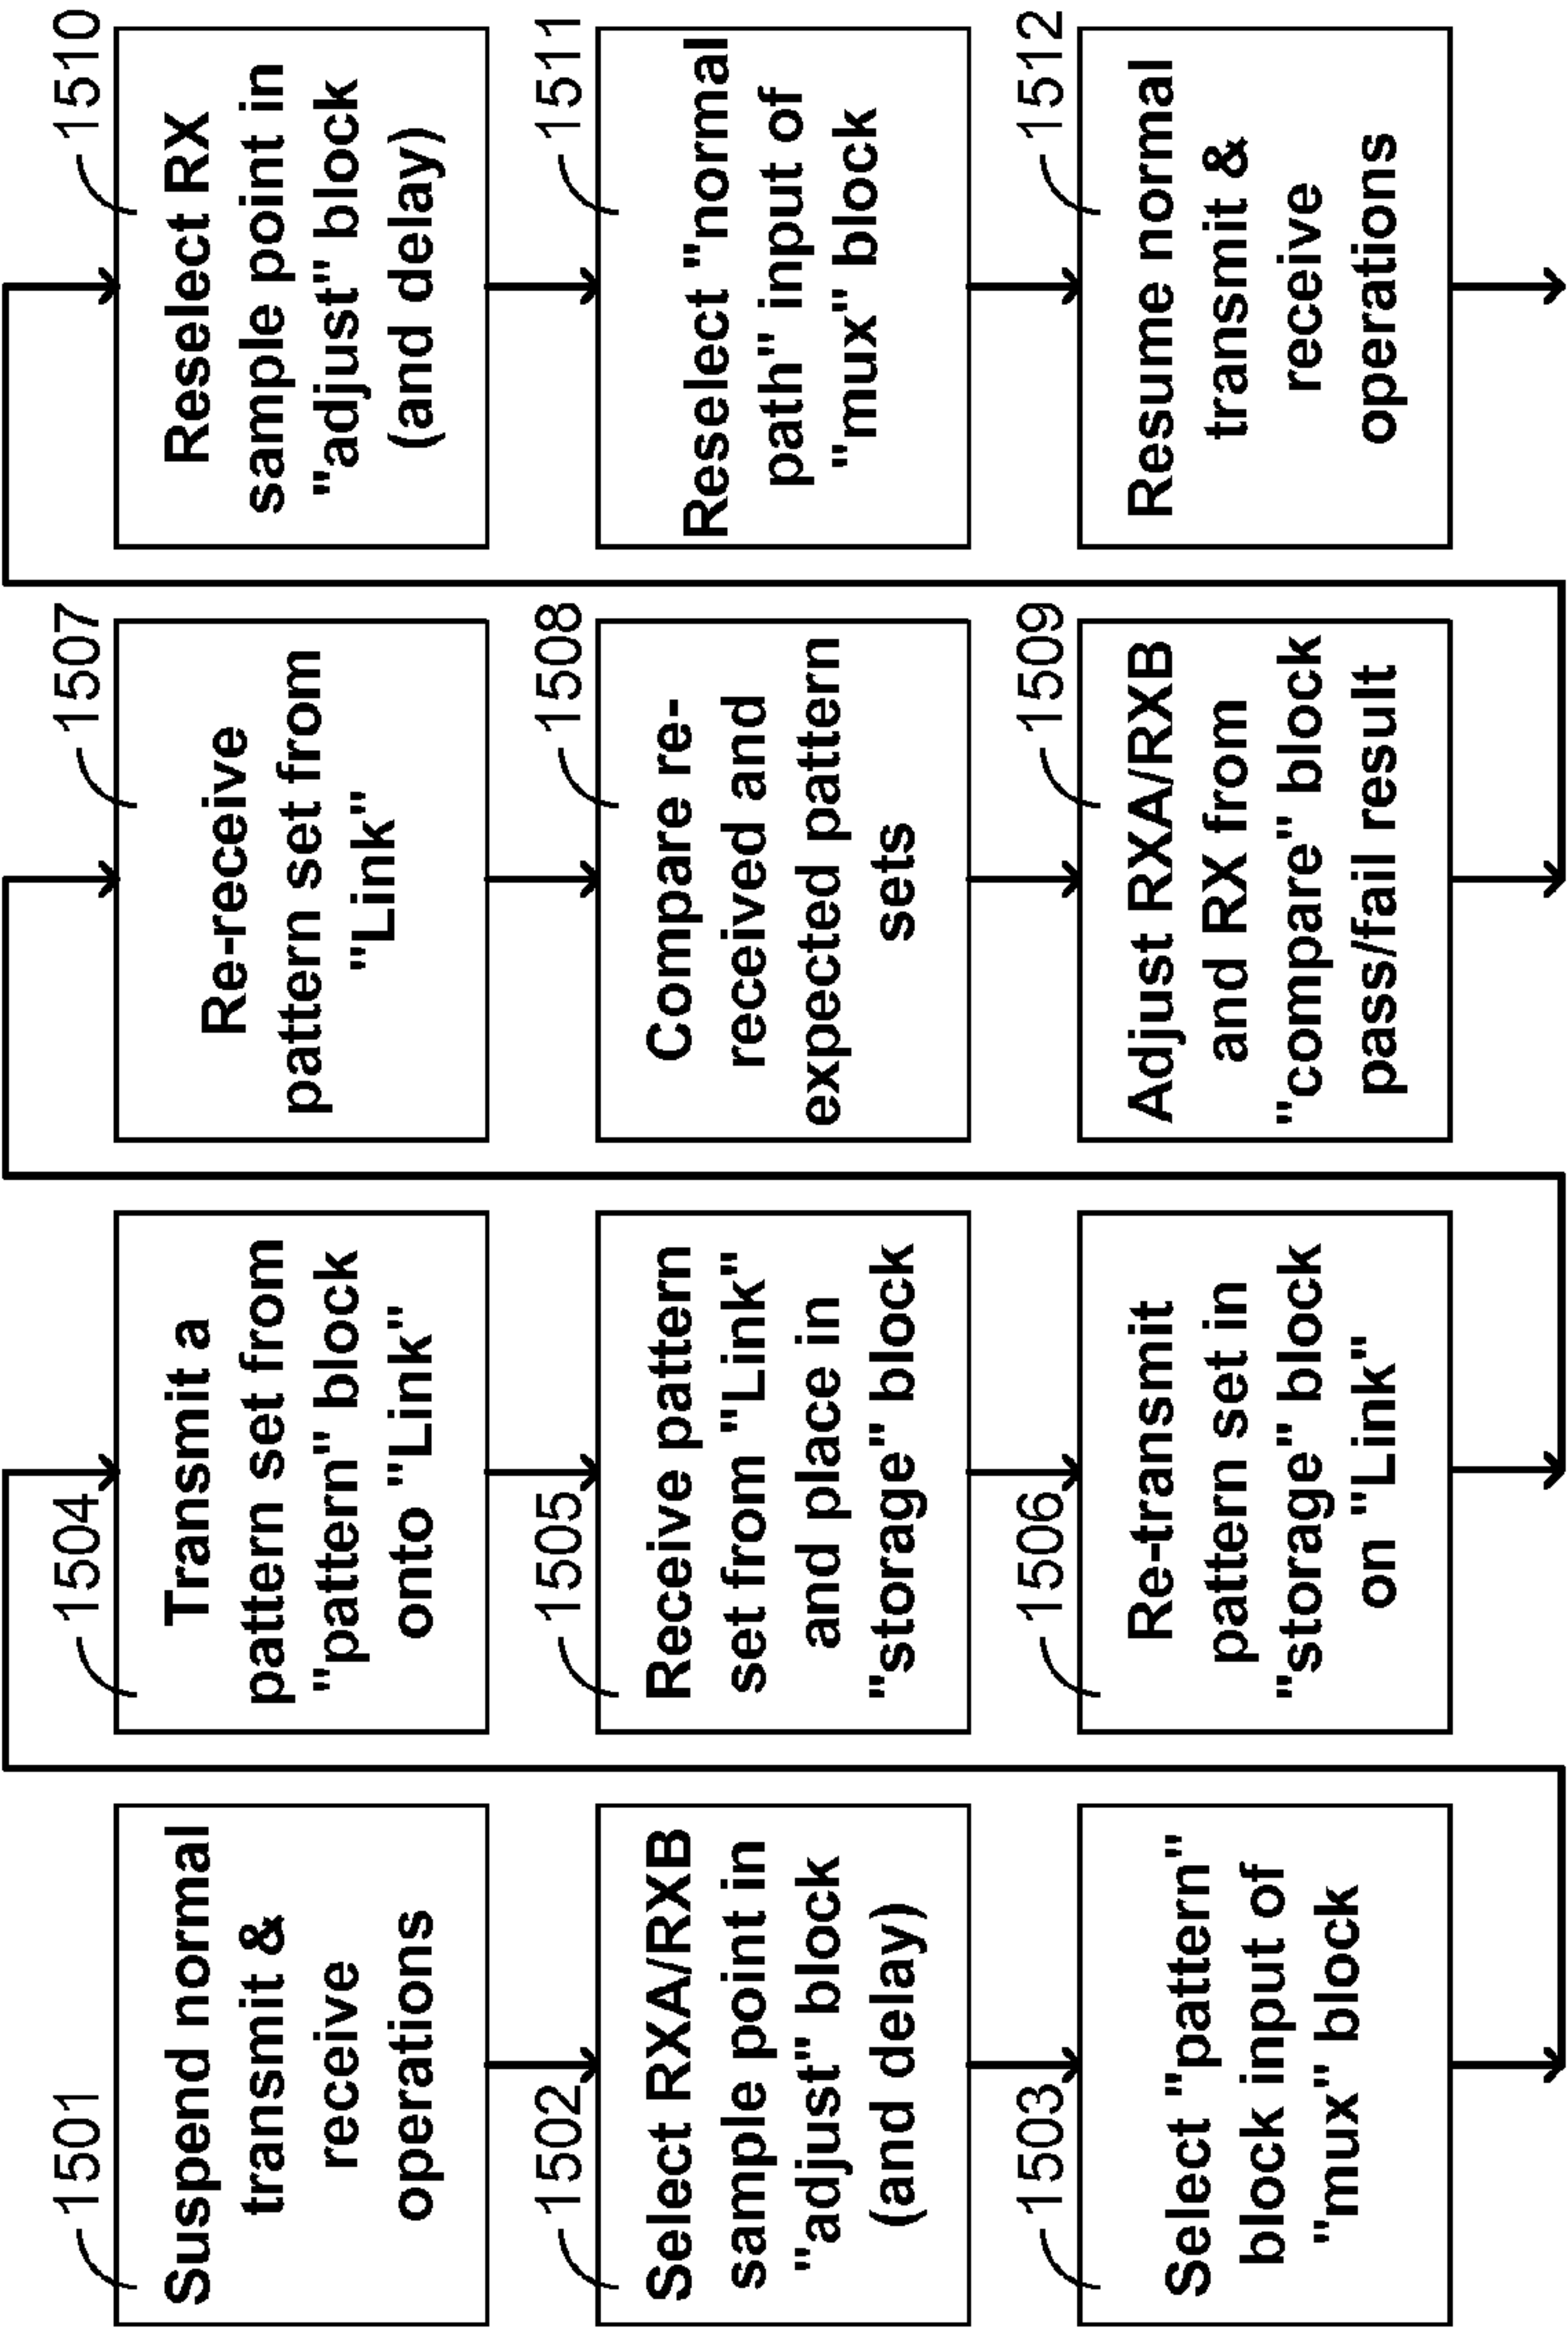 1501
Suspend normal
transmit &
receive
operations
1502
Select RXA/RXB
sample point in
"adjust" block
(and delay)
1503
Select "pattern"
block input of
"mux" block
1504
Transmit a
pattern set from
"pattern" block
onto "Link"
1505
Receive pattern
set from "Link"
and place in
"storage" block
1506
Re-transmit
pattern set in
"storage" block
on "Link"
1507
Re-receive
pattern set from
"Link"
1508
Compare re-
received and
expected pattern
sets
1509
Adjust RXA/RXB
and RX from
"compare" block
pass/fail result
1510
Reselect RX
sample point in
"adjust" block
(and delay)
1511
Reselect "normal
path" input of
"mux" block
1512
Resume normal
transmit &
receive
operations